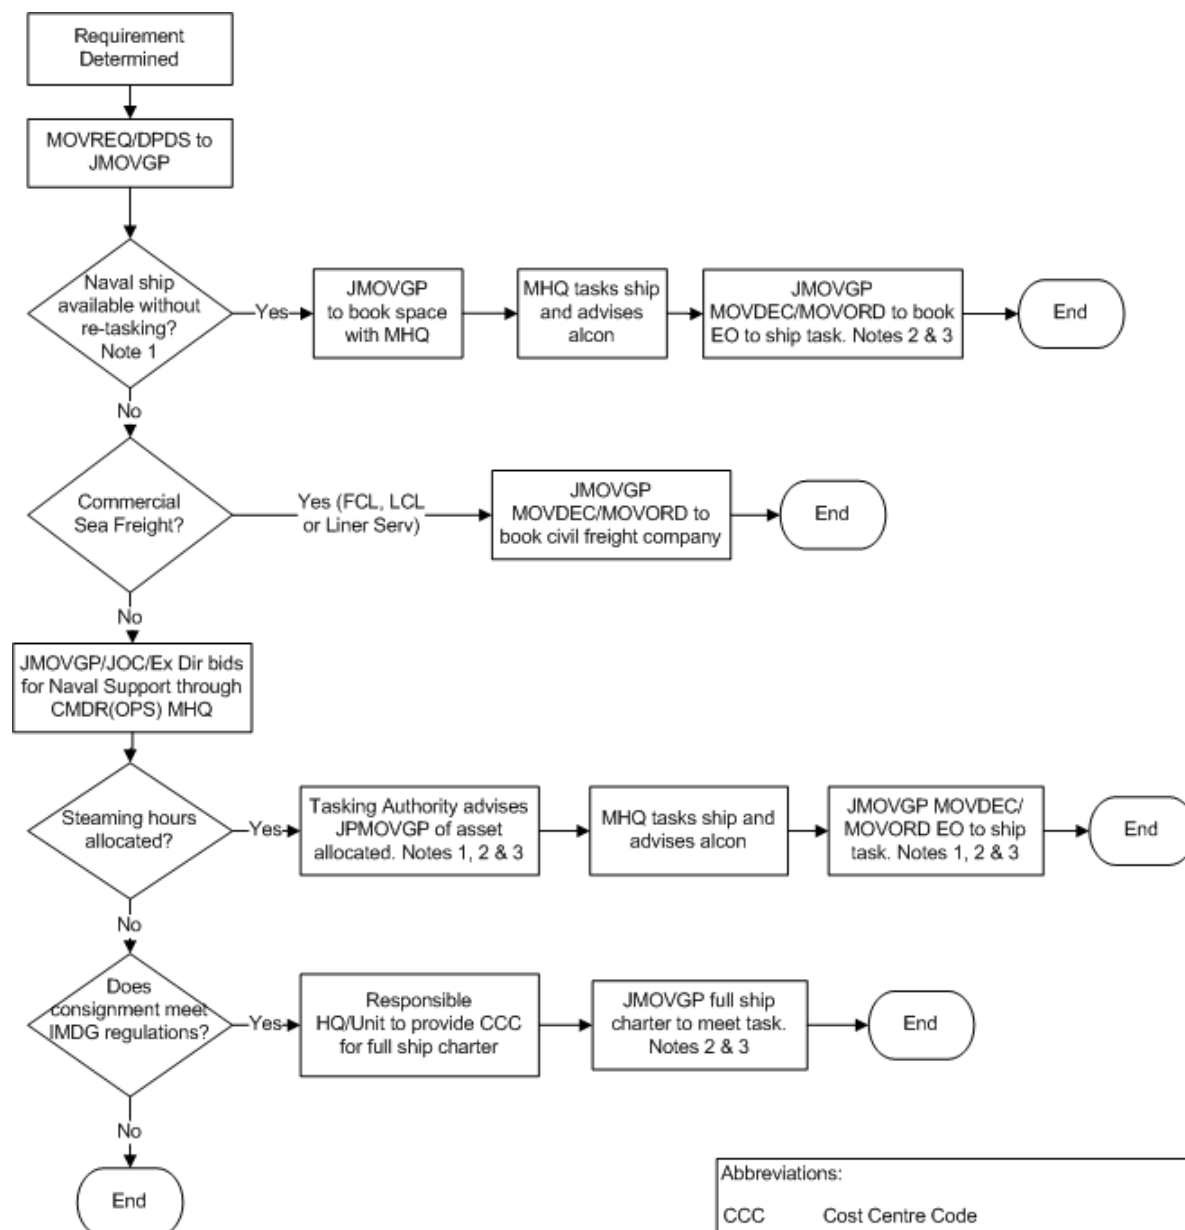 Requirement
Determined
MOVREQ/DPDS to
JMOVGP
Naval ship
available without
re-tasking?
Note 1
Yes
JMOVGP
to book space
with MHQ
MHQ tasks ship
and advises
alcon
JMOVGP
MOVDEC/MOVORD to book
EO to ship task. Notes 2 & 3
End
No
Commercial
Sea Freight?
Yes (FCL, LCL
or Liner Serv)
JMOVGP
MOVDEC/MOVORD to
book civil freight company
End
No
JMOVGP/JOC/Ex Dir bids
for Naval Support through
CMDR(OPS) MHQ
Steaming hours
allocated?
Yes
Tasking Authority advises
JPMOVGP of asset
allocated. Notes 1, 2 & 3
MHQ tasks ship and
advises alcon
JMOVGP MOVDEC/
MOVORD EO to ship
task. Notes 1, 2 & 3
End
No
Does
consignment meet
IMDG regulations?
Yes
Responsible
HQ/Unit to provide CCC
for full ship charter
JMOVGP full ship
charter to meet task.
Notes 2 & 3
End
No
End
Abbreviations:
CCC Cost Centre Code